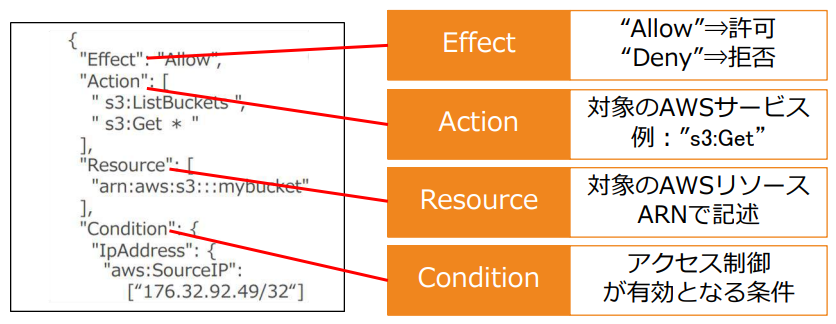 {
"Effect": "Allow",
"Action": [
" s3:ListBuckets ",
" s3:Get * "
],
"Resource": [
"arn:aws:s3:::mybucket"
],
"Condition": {
"IpAddress": {
"aws:SourceIP":
["176.32.92.49/32"]
Effect
“Allow”⇒許可
“Deny”⇒拒否
Action
対象のAWSサービス
例：”s3:Get”
Resource
対象のAWSリソース
ARNで記述
Condition
アクセス制御
が有効となる条件